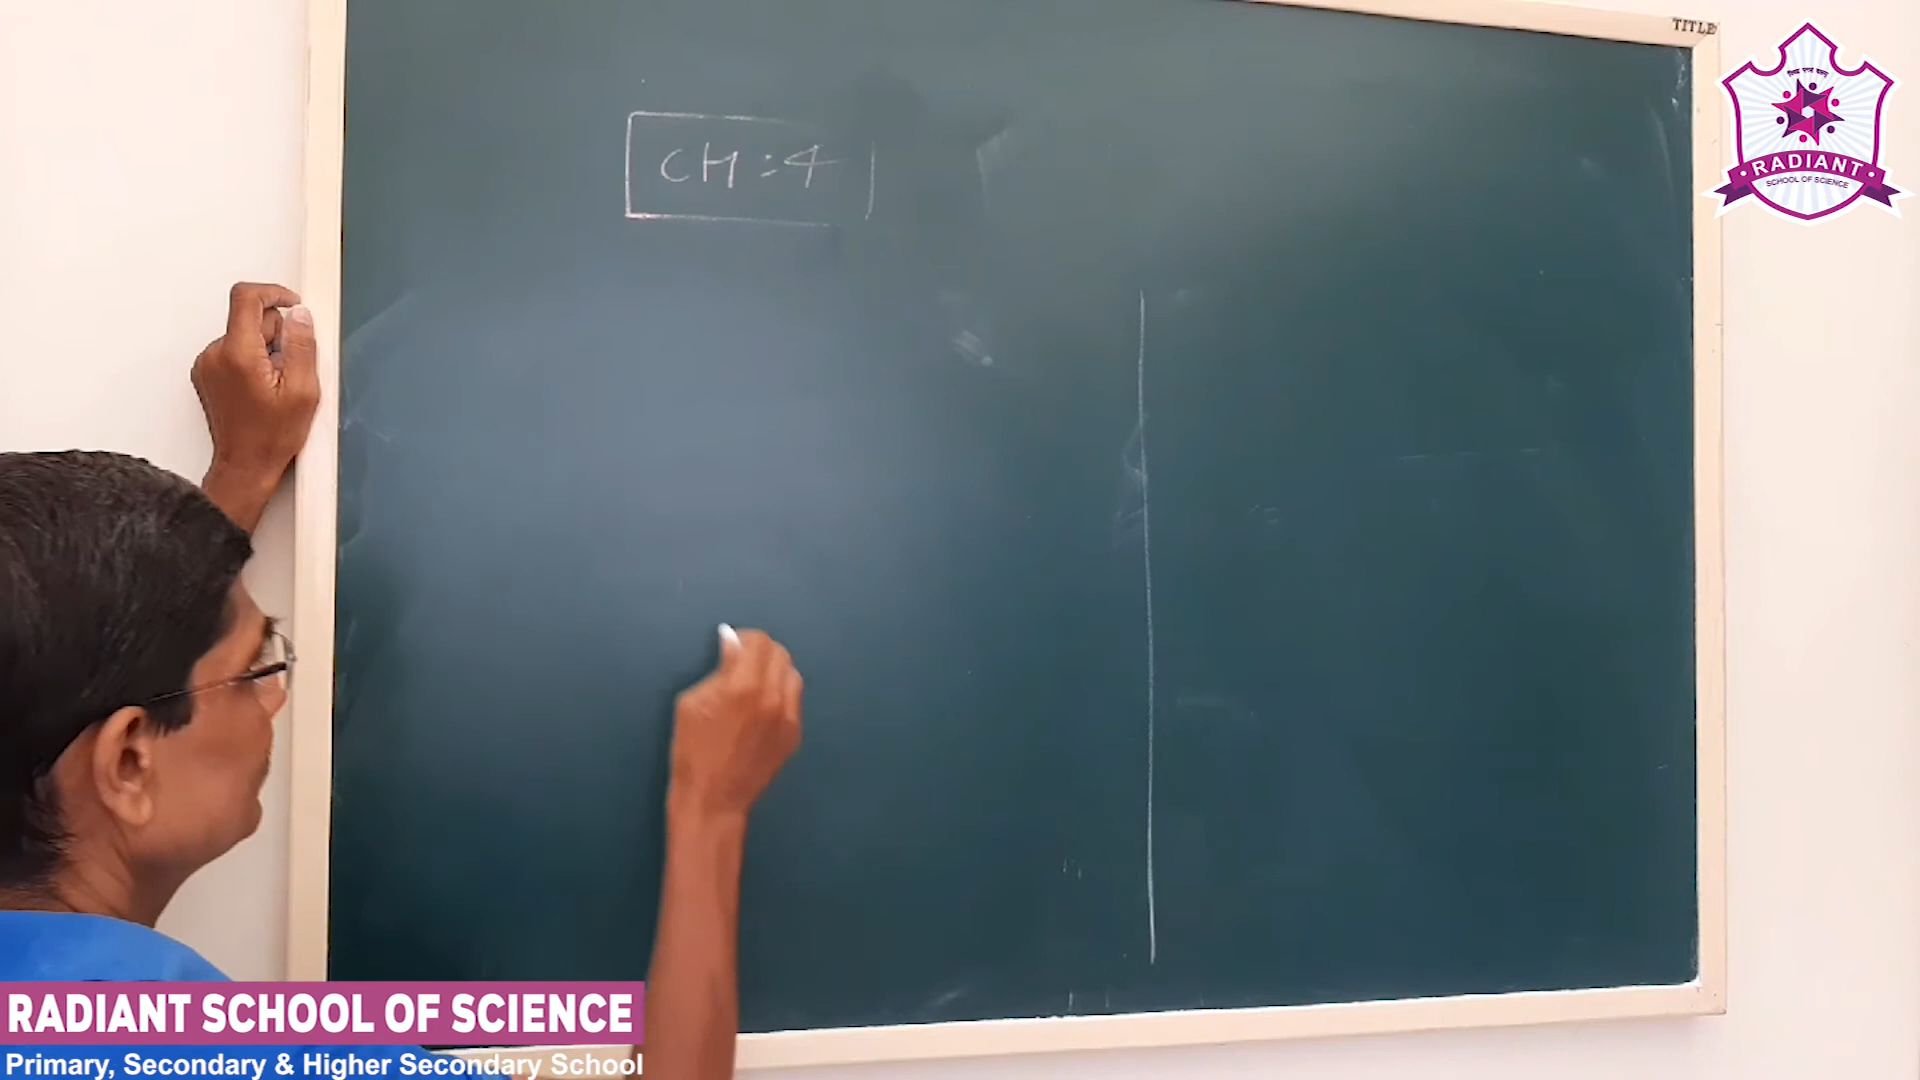 TITLE
CH:4
RADIANT
SCHOOL OF SCIENCE
RADIANT SCHOOL OF SCIENCE
Primary, Secondary & Higher Secondary School